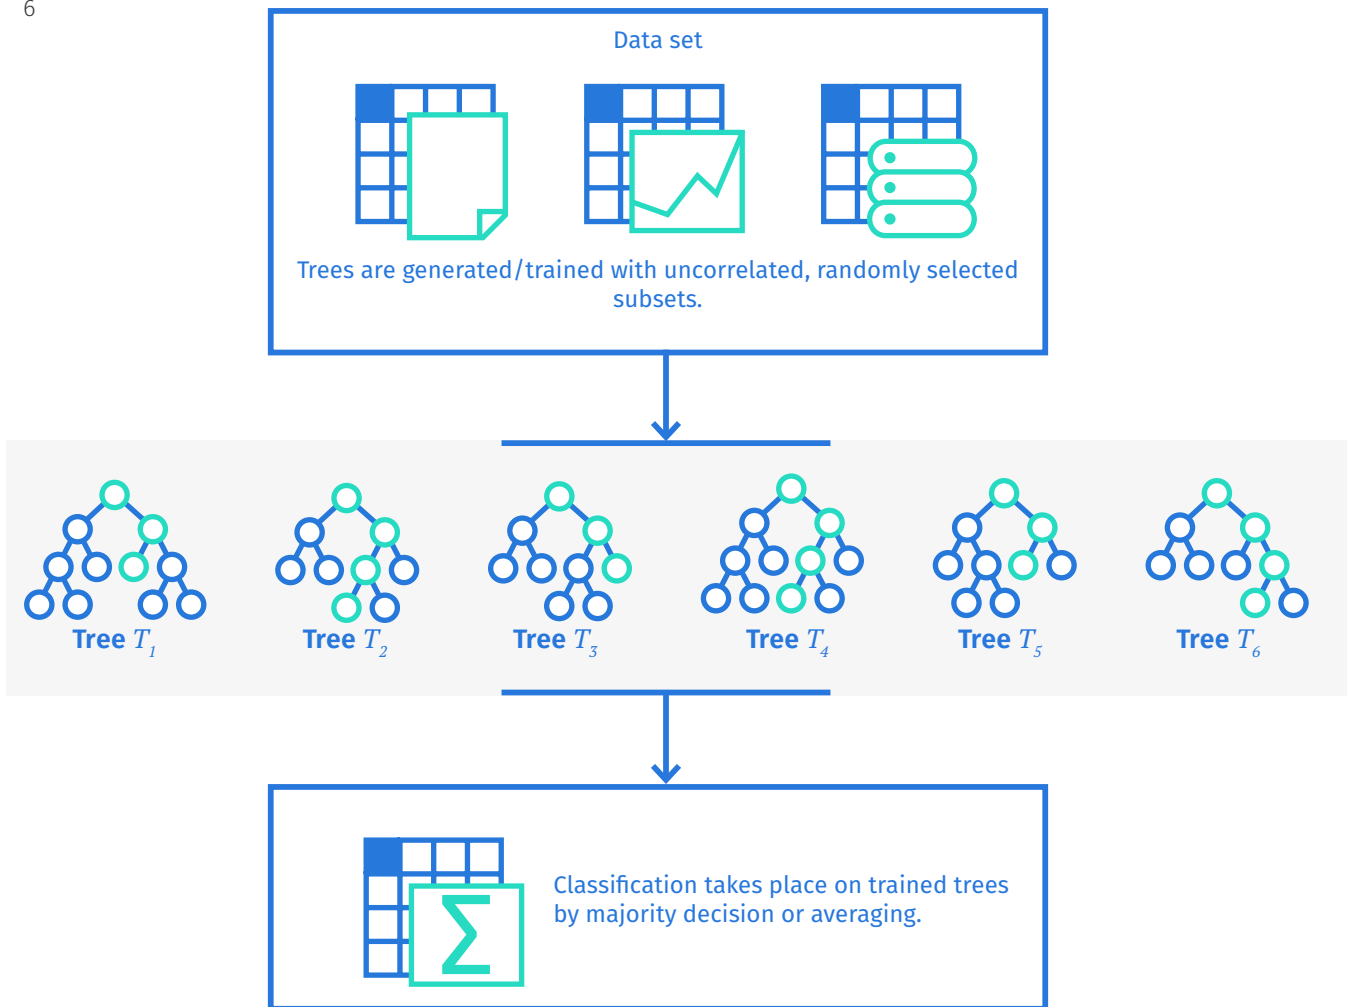 6
Data set
Trees are generated/trained with uncorrelated, randomly selected
subsets.
Tree T₁
Tree T₂
Tree T₃
Tree T₄
Tree T₅
Tree T₆
Σ
Classification takes place on trained trees
by majority decision or averaging.